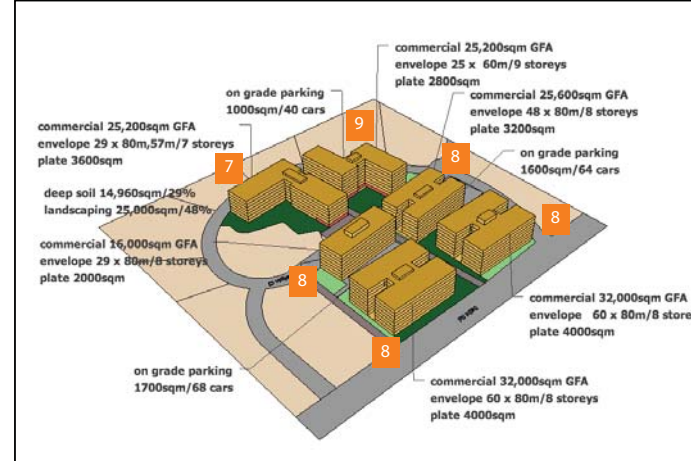 commercial 25,200sqm GFA
envelope 25 x 60m/9 storeys
plate 2800sqm
on grade parking
1000sqm/40 cars
commercial 25,600sqm GFA
envelope 48 x 80m/8 storeys
plate 3200sqm
commercial 25,200sqm GFA
envelope 29 x 80m,57m/7 storeys
plate 3600sqm
9
8
7
on grade parking
1600sqm/64 cars
deep soil 14,960sqm/29%
landscaping 25,000sqm/48%
8
commercial 16,000sqm GFA
envelope 29 x 80m/8 storeys
plate 2000sqm
8
commercial 32,000sqm GFA
envelope 60 x 80m/8 store
plate 4000sqm
8
on grade parking
1700sqm/68 cars
commercial 32,000sqm GFA
envelope 60 x 80m/8 storeys
plate 4000sqm